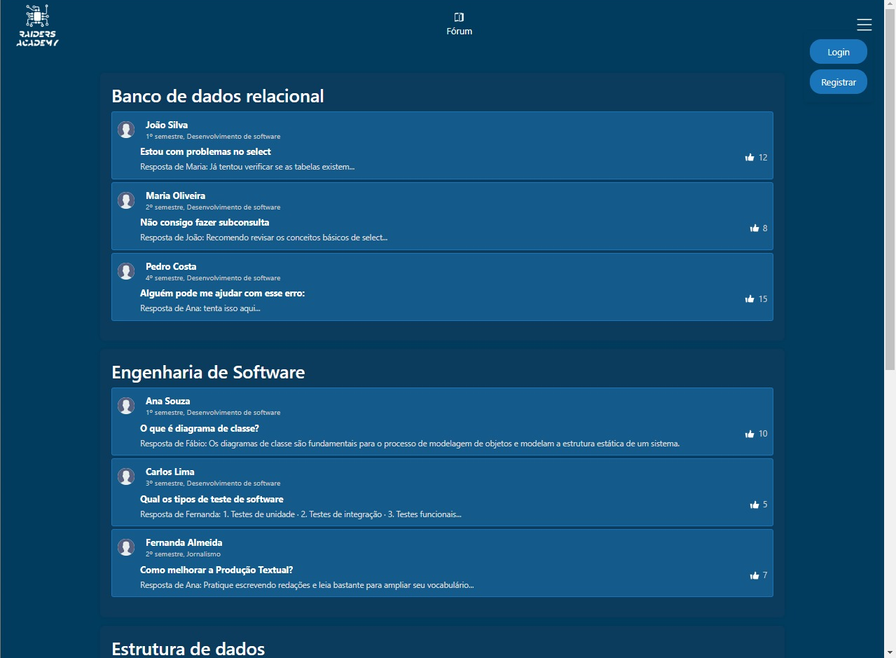 RAIDERS
ACADEMY
Fórum
Login
Registrar
Banco de dados relacional
João Silva
1º semestre, Desenvolvimento de software
Estou com problemas no select
Resposta de Maria: Já tentou verificar se as tabelas existem...
12
Maria Oliveira
2º semestre, Desenvolvimento de software
Não consigo fazer subconsulta
Resposta de João: Recomendo revisar os conceitos básicos de select...
8
Pedro Costa
4º semestre, Desenvolvimento de software
Alguém pode me ajudar com esse erro:
Resposta de Ana: tenta isso aqui...
15
Engenharia de Software
Ana Souza
1º semestre, Desenvolvimento de software
O que é diagrama de classe?
Resposta de Fábio: Os diagramas de classe são fundamentais para o processo de modelagem de objetos e modelam a estrutura estática de um sistema.
10
Carlos Lima
3º semestre, Desenvolvimento de software
Qual os tipos de teste de software
Resposta de Fernanda: 1. Testes de unidade · 2. Testes de integração · 3. Testes funcionais...
5
Fernanda Almeida
2º semestre, Jornalismo
Como melhorar a Produção Textual?
Resposta de Ana: Pratique escrevendo redações e leia bastante para ampliar seu vocabulário...
7
Estrutura de dados